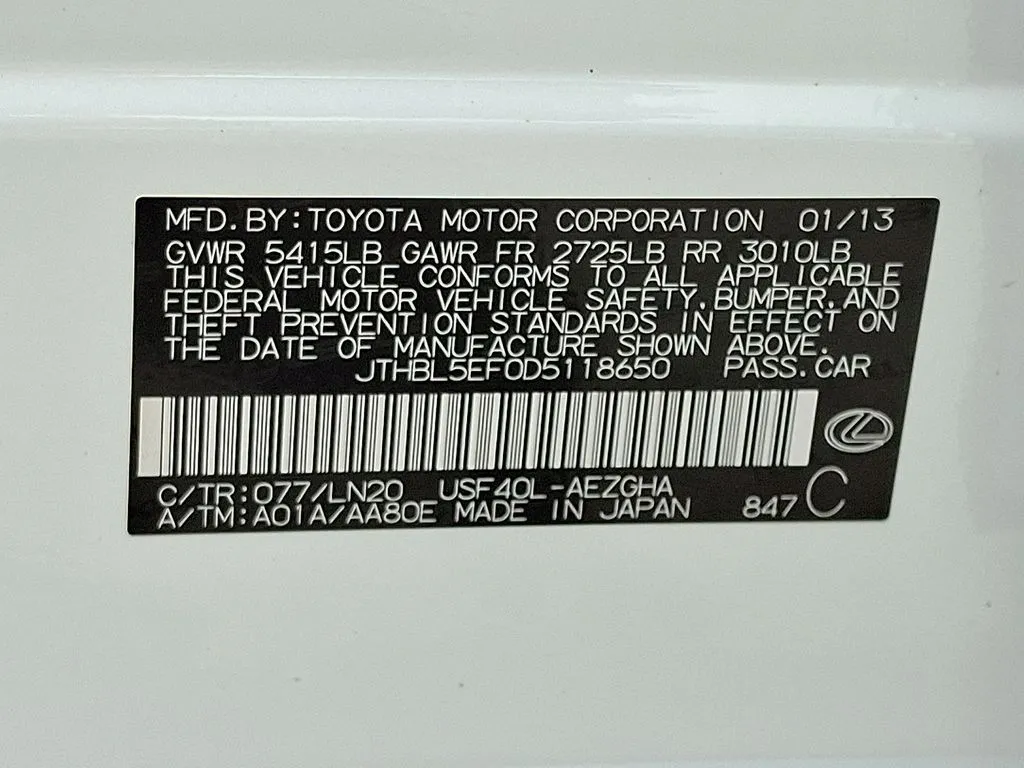 MFD.BY:TOYOTA MOTOR CORPORATION 01/13
GVWR 5415LB GAWR FR 2725LB RR 3010LB
THIS VEHICLE CONFORMS TO ALL APPLICABLE
FEDERAL MOTOR VEHICLE SAFETY,BUMPER,AND
THEFT PREVENTION STANDARDS IN EFFECT ON
THE DATE OF MANUFACTURE SHOWN ABOVE.
JTHBL5EF0D5118650 PASS.CAR
C/TR:077/LN20 USF40L-AEZGHA
A/TM:A01A/AA80E MADE IN JAPAN 847 C